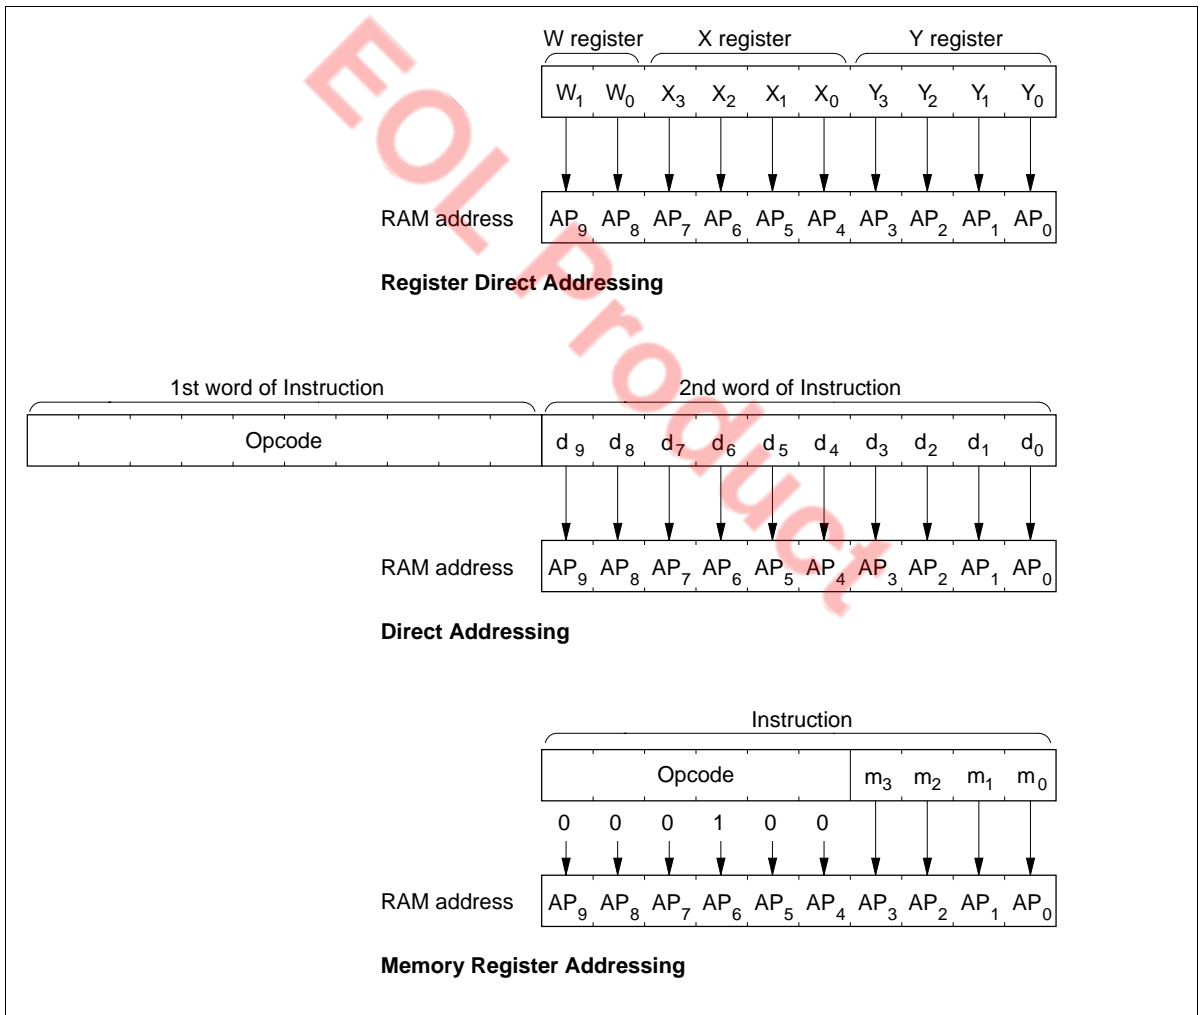 W register X register Y register
W1 W0 X3 X2 X1 X0 Y3 Y2 Y1 Y0
RAM address AP9 AP8 AP7 AP6 AP5 AP4 AP3 AP2 AP1 AP0
Register Direct Addressing
1st word of Instruction 2nd word of Instruction
Opcode d9 d8 d7 d6 d5 d4 d3 d2 d1 d0
RAM address AP9 AP8 AP7 AP6 AP5 AP4 AP3 AP2 AP1 AP0
Direct Addressing
Instruction
Opcode m3 m2 m1 m0
0 0 0 1 0 0
RAM address AP9 AP8 AP7 AP6 AP5 AP4 AP3 AP2 AP1 AP0
Memory Register Addressing
EOL Product